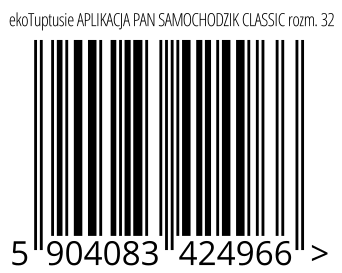 ekoTuptusie APLIKACJA PAN SAMOCHODZIK CLASSIC rozm. 32
5 904083 424966 >